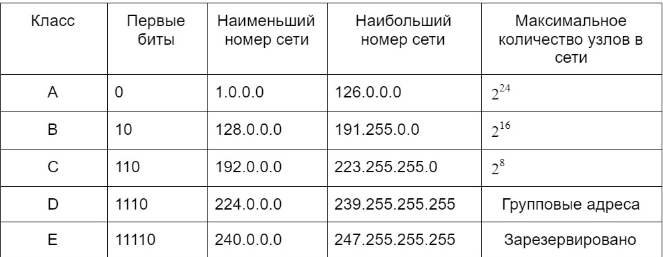 Класс Первые биты Наименьший номер сети Наибольший номер сети Максимальное количество узлов в сети
A 0 1.0.0.0 126.0.0.0 2^24
B 10 128.0.0.0 191.255.0.0 2^16
C 110 192.0.0.0 223.255.255.0 2^8
D 1110 224.0.0.0 239.255.255.255 Групповые адреса
E 11110 240.0.0.0 247.255.255.255 Зарезервировано